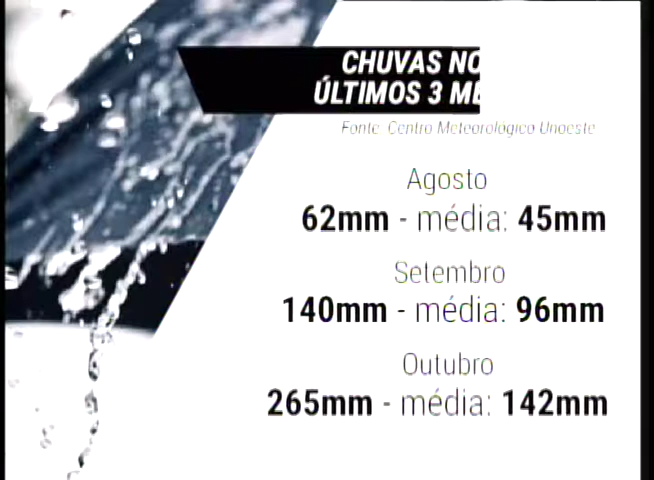 CHUVAS NO
ÚLTIMOS 3 ME
Fonte: Centro Meteorológico Unoeste
Agosto
62mm - média: 45mm
Setembro
140mm - média: 96mm
Outubro
265mm - média: 142mm